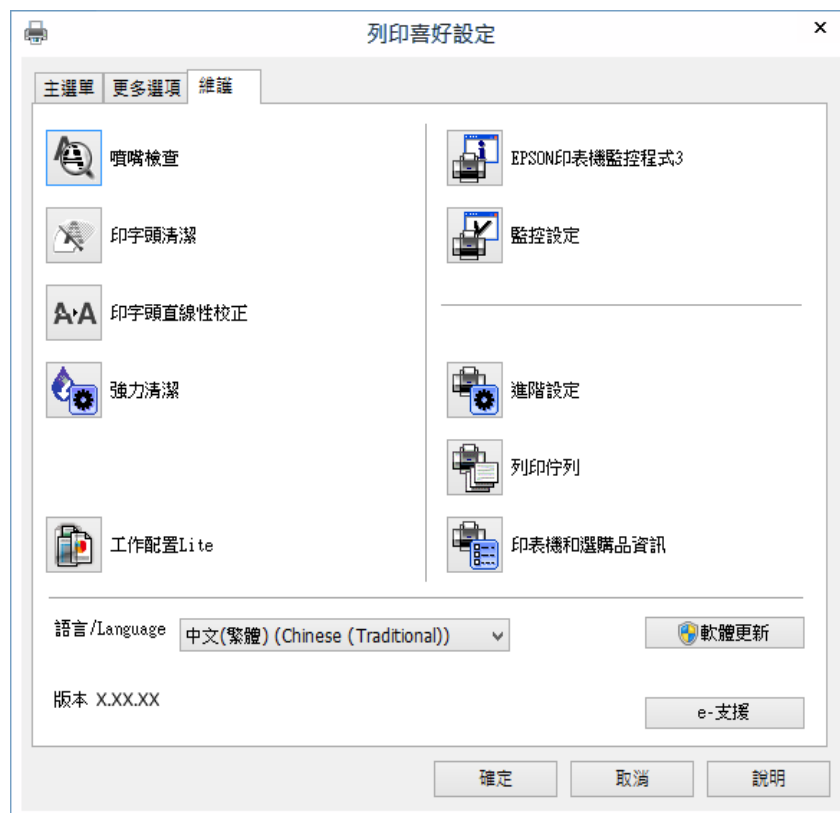 列印喜好設定
主選單 更多選項 維護
噴嘴檢查
印字頭清潔
印字頭直線性校正
強力清潔
工作配置Lite
EPSON印表機監控程式3
監控設定
進階設定
列印佇列
印表機和選購品資訊
語言/Language 中文(繁體) (Chinese (Traditional))
軟體更新
版本 X.XX.XX
e-支援
確定 取消 說明